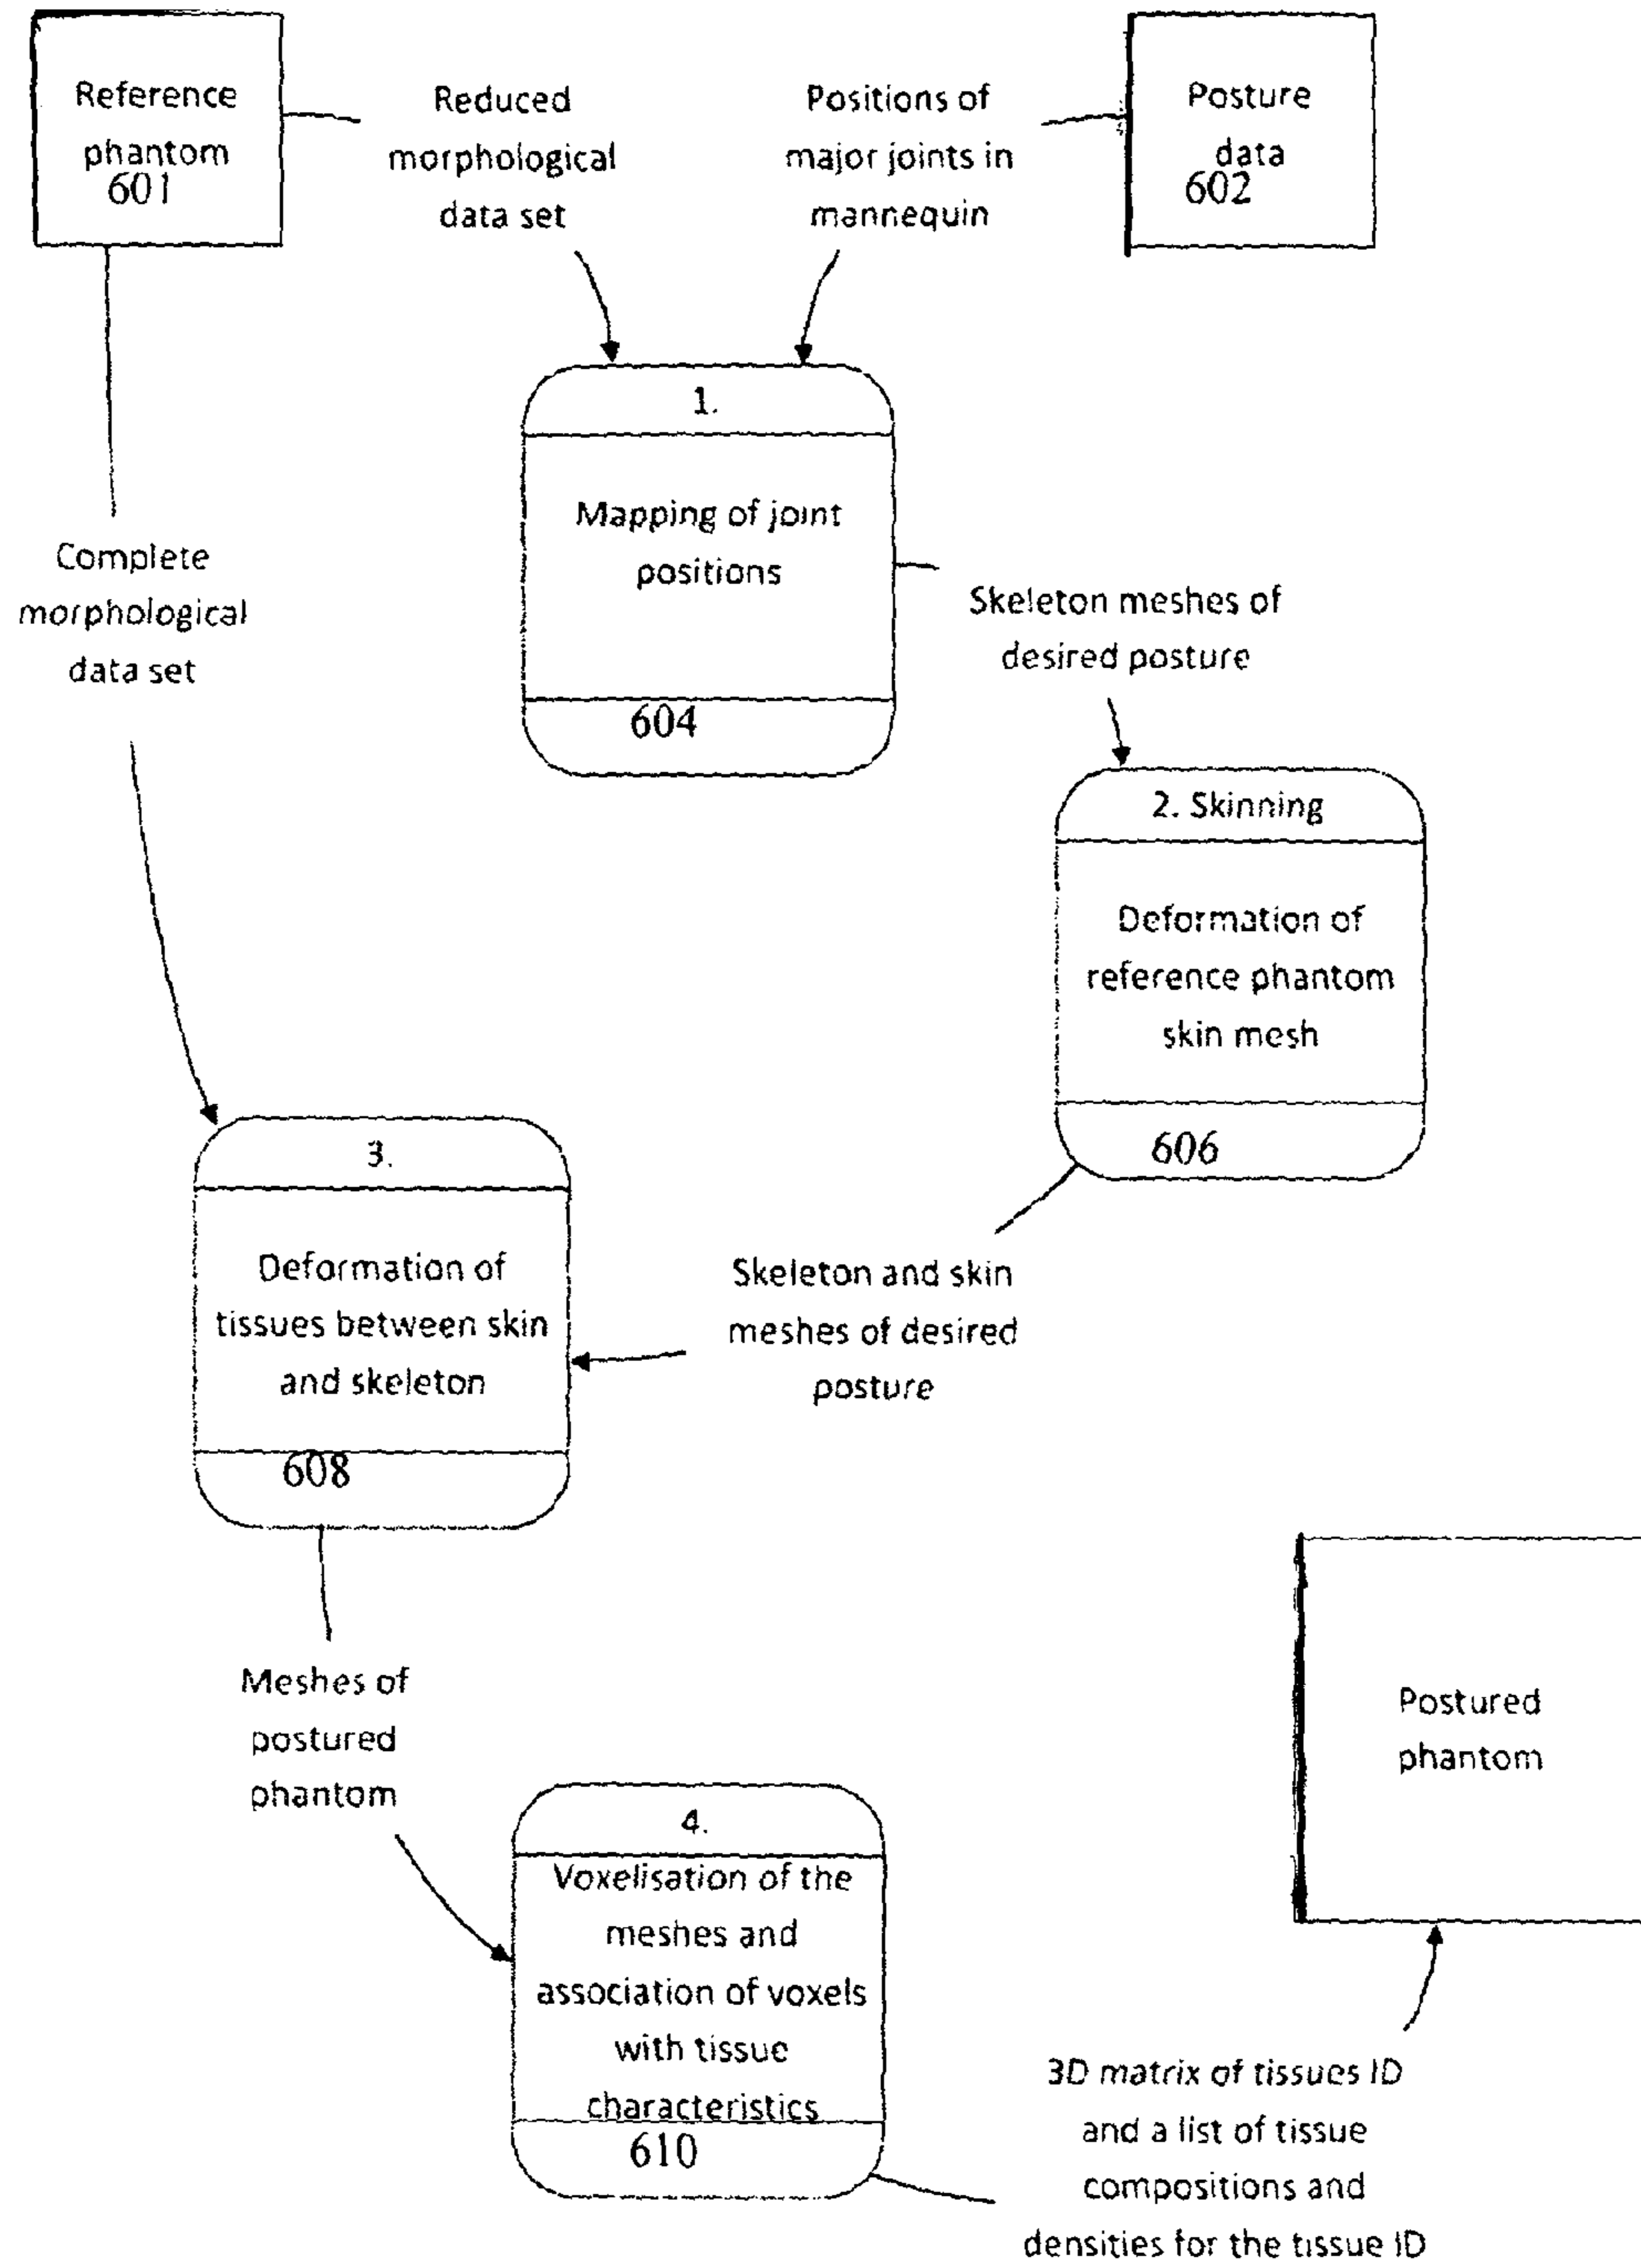 Reference
phantom
601
Reduced
morphological
data set
Positions of
major joints in
mannequin
Posture
data
602
1.
Mapping of joint
positions
604
Complete
morphological
data set
Skeleton meshes of
desired posture
2. Skinning
Deformation of
reference phantom
skin mesh
606
3.
Deformation of
tissues between skin
and skeleton
608
Skeleton and skin
meshes of desired
posture
Meshes of
postured
phantom
Postured
phantom
4.
Voxelisation of the
meshes and
association of voxels
with tissue
characteristics
610
3D matrix of tissues ID
and a list of tissue
compositions and
densities for the tissue ID